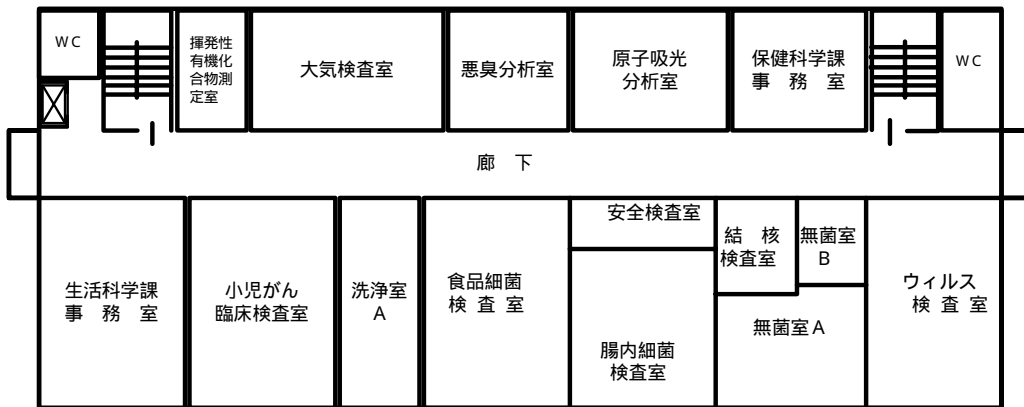 WC
揮発性
有機化
合物測
定室
大気検査室
悪臭分析室
原子吸光
分析室
保健科学課
事 務 室
WC
廊 下
生活科学課
事 務 室
小児がん
臨床検査室
洗浄室
A
食品細菌
検 査 室
安全検査室
腸内細菌
検査室
結 核
検査室
無菌室
B
無菌室A
ウィルス
検 査 室